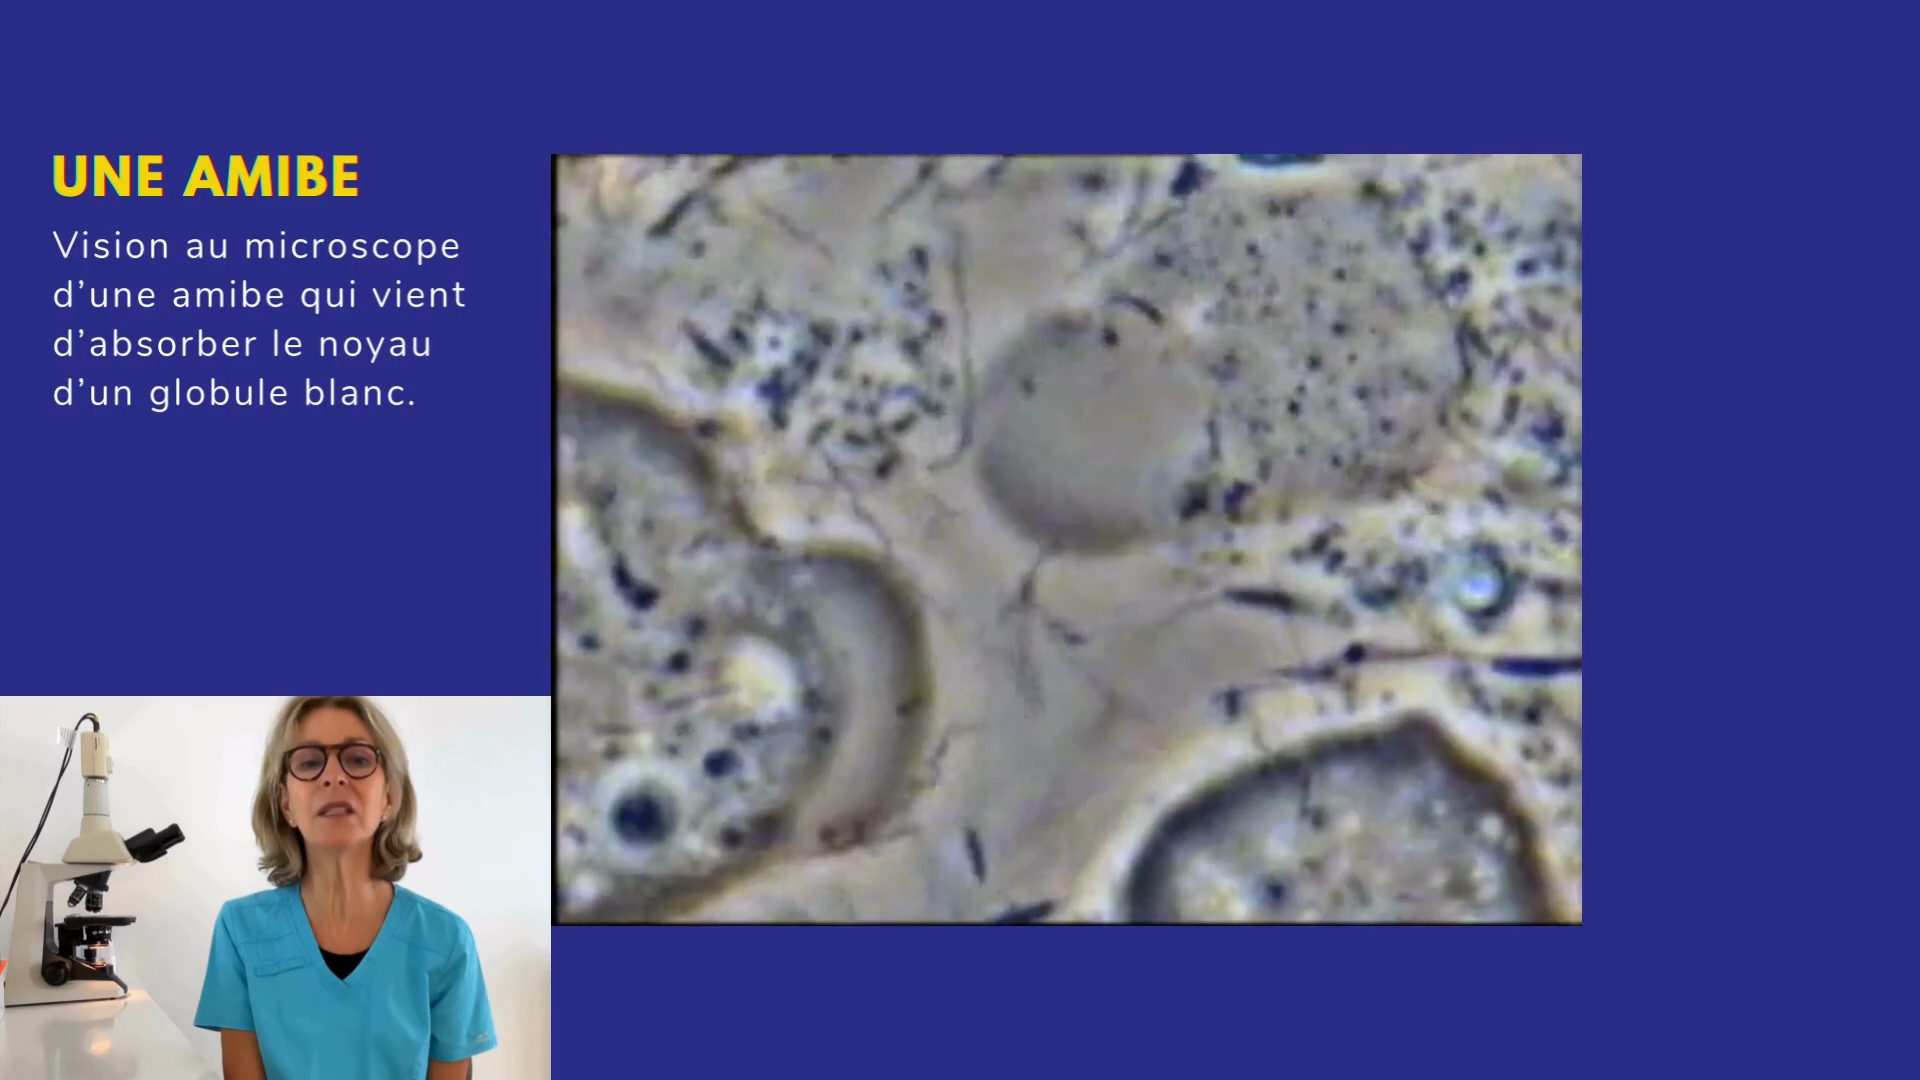 UNE AMIBE
Vision au microscope
d’une amibe qui vient
d’absorber le noyau
d’un globule blanc.